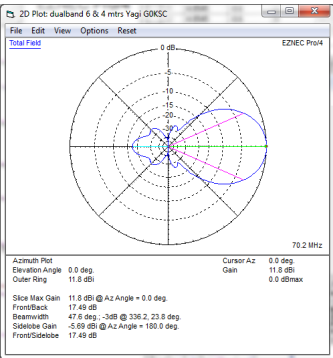 2D Plot: dualband 6 & 4 mtrs Yagi G0KSC
File Edit View Options Reset
Total Field
EZNEC Pro/4
0 dB
-5
-10
-15
-20
-30
70.2 MHz
Azimuth Plot Cursor Az 0.0 deg.
Elevation Angle 0.0 deg. Gain 11.8 dBi
Outer Ring 11.8 dBi 0.0 dBmax
Slice Max Gain 11.8 dBi @ Az Angle = 0.0 deg.
Front/Back 17.49 dB
Beamwidth 47.6 deg.; -3dB @ 336.2, 23.8 deg.
Sidelobe Gain -5.69 dBi @ Az Angle = 180.0 deg.
Front/Sidelobe 17.49 dB